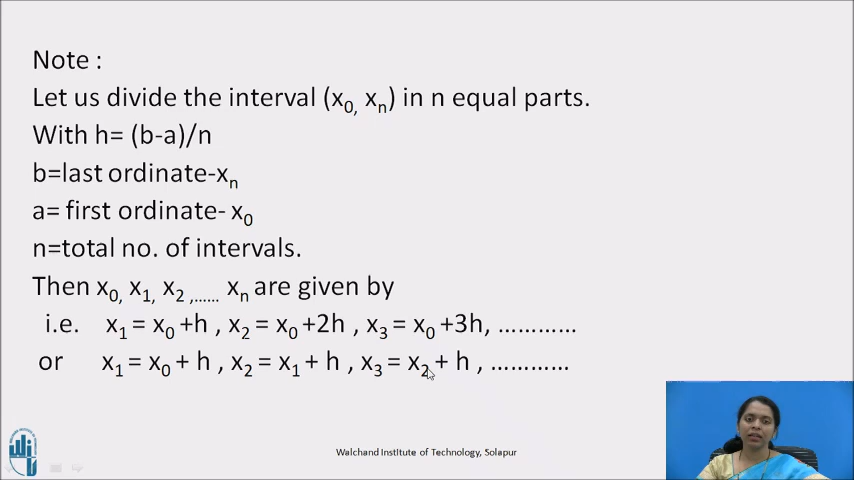 Note :
Let us divide the interval (x₀, xₙ) in n equal parts.
With h= (b-a)/n
b=last ordinate-xₙ
a= first ordinate- x₀
n=total no. of intervals.
Then x₀, x₁, x₂ ,...... xₙ are given by
i.e. x₁ = x₀ +h , x₂ = x₀ +2h , x₃ = x₀ +3h, …………
or x₁ = x₀ + h , x₂ = x₁ + h , x₃ = x₂ + h , …………
Walchand Institute of Technology, Solapur